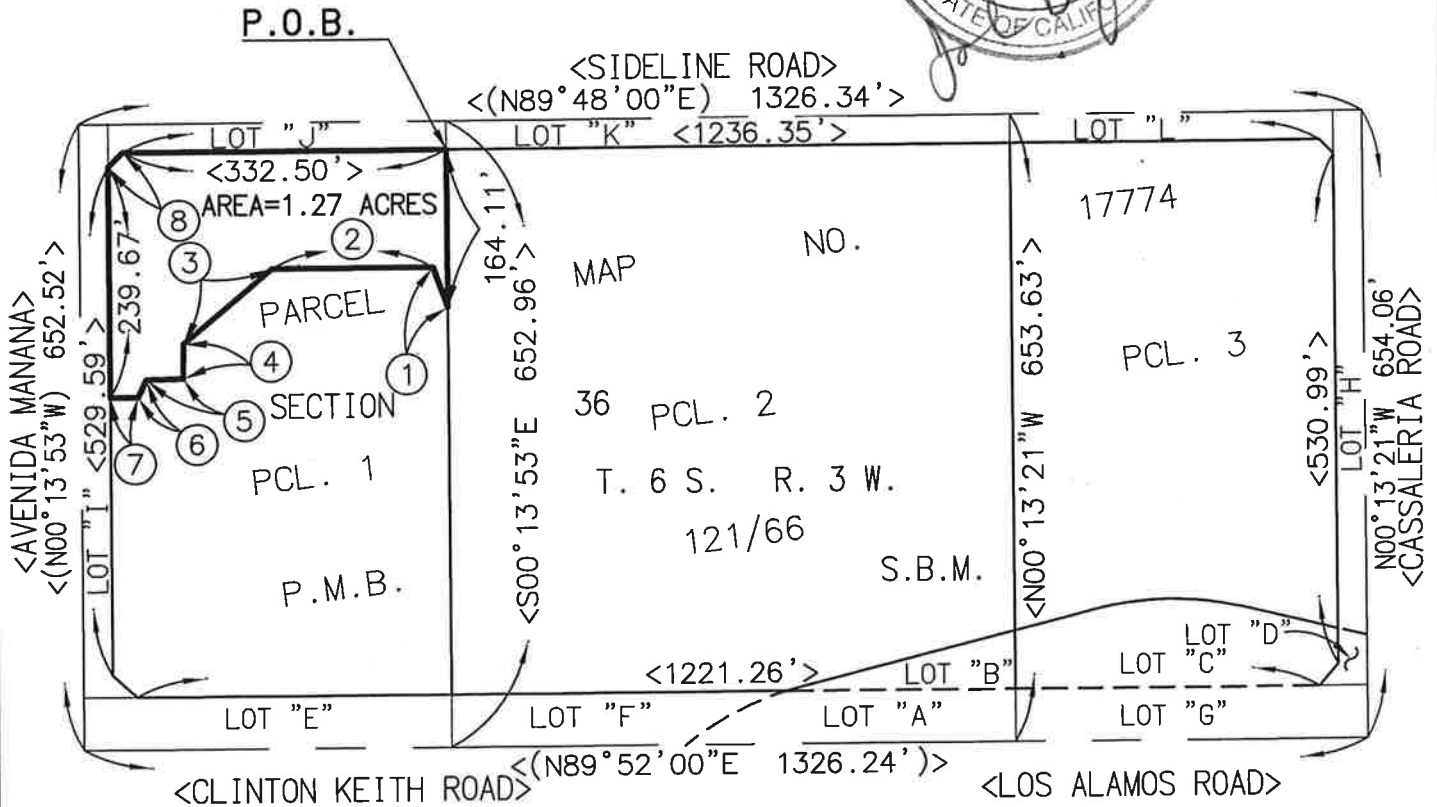 P.O.B.
ATE OF CALIF
<SIDELINE ROAD>
<(N89°48'00"E) 1326.34'>
LOT "J"
LOT "K" <1236.35'>
LOT "L"
<332.50'>
AREA=1.27 ACRES
8
2
3
239.67'
164.11'
MAP
NO.
17774
PARCEL
4
1
PCL. 3
SECTION
5
6
7
36
PCL. 2
PCL. 1
T. 6 S. R. 3 W.
121/66
P.M.B.
S.B.M.
<AVENIDA MANANA>
<(N00°13'53"W) 652.52'>
LOT "I" <529.59'>
<S00°13'53"E 652.96'>
<N00°13'21"W 653.63'>
<530.99'>
LOT "H"
N00°13'21"W 654.06'
<CASSALERIA ROAD>
LOT "D"
<1221.26'>
LOT "B"
LOT "C"
LOT "E"
LOT "F"
LOT "A"
LOT "G"
<(N89°52'00"E 1326.24')>
<CLINTON KEITH ROAD>
<LOS ALAMOS ROAD>